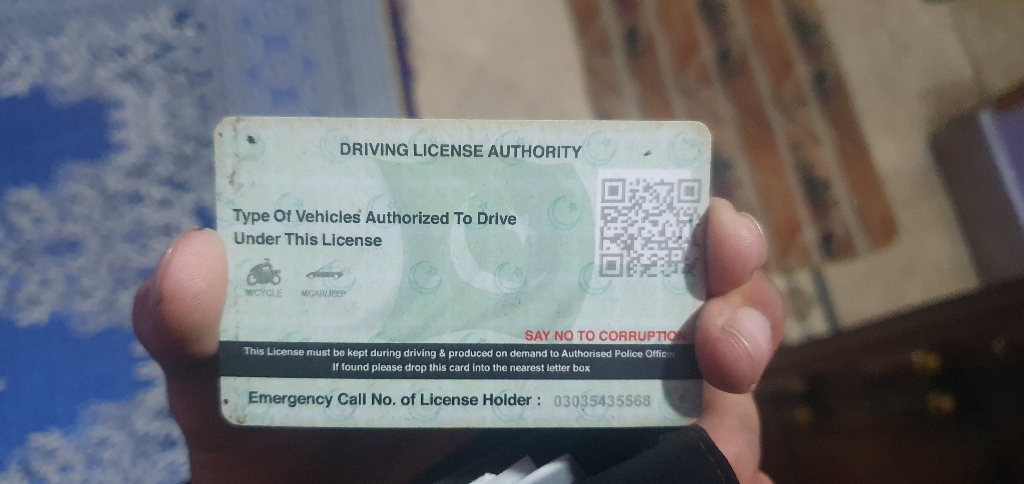 DRIVING LICENSE AUTHORITY
Type Of Vehicles Authorized To Drive
Under This License
M/CYCLE M/CAR/JEEP
SAY NO TO CORRUPTION
This License must be kept during driving & produced on demand to Authorised Police Officer
If found please drop this card into the nearest letter box
Emergency Call No. of License Holder : 03035435568